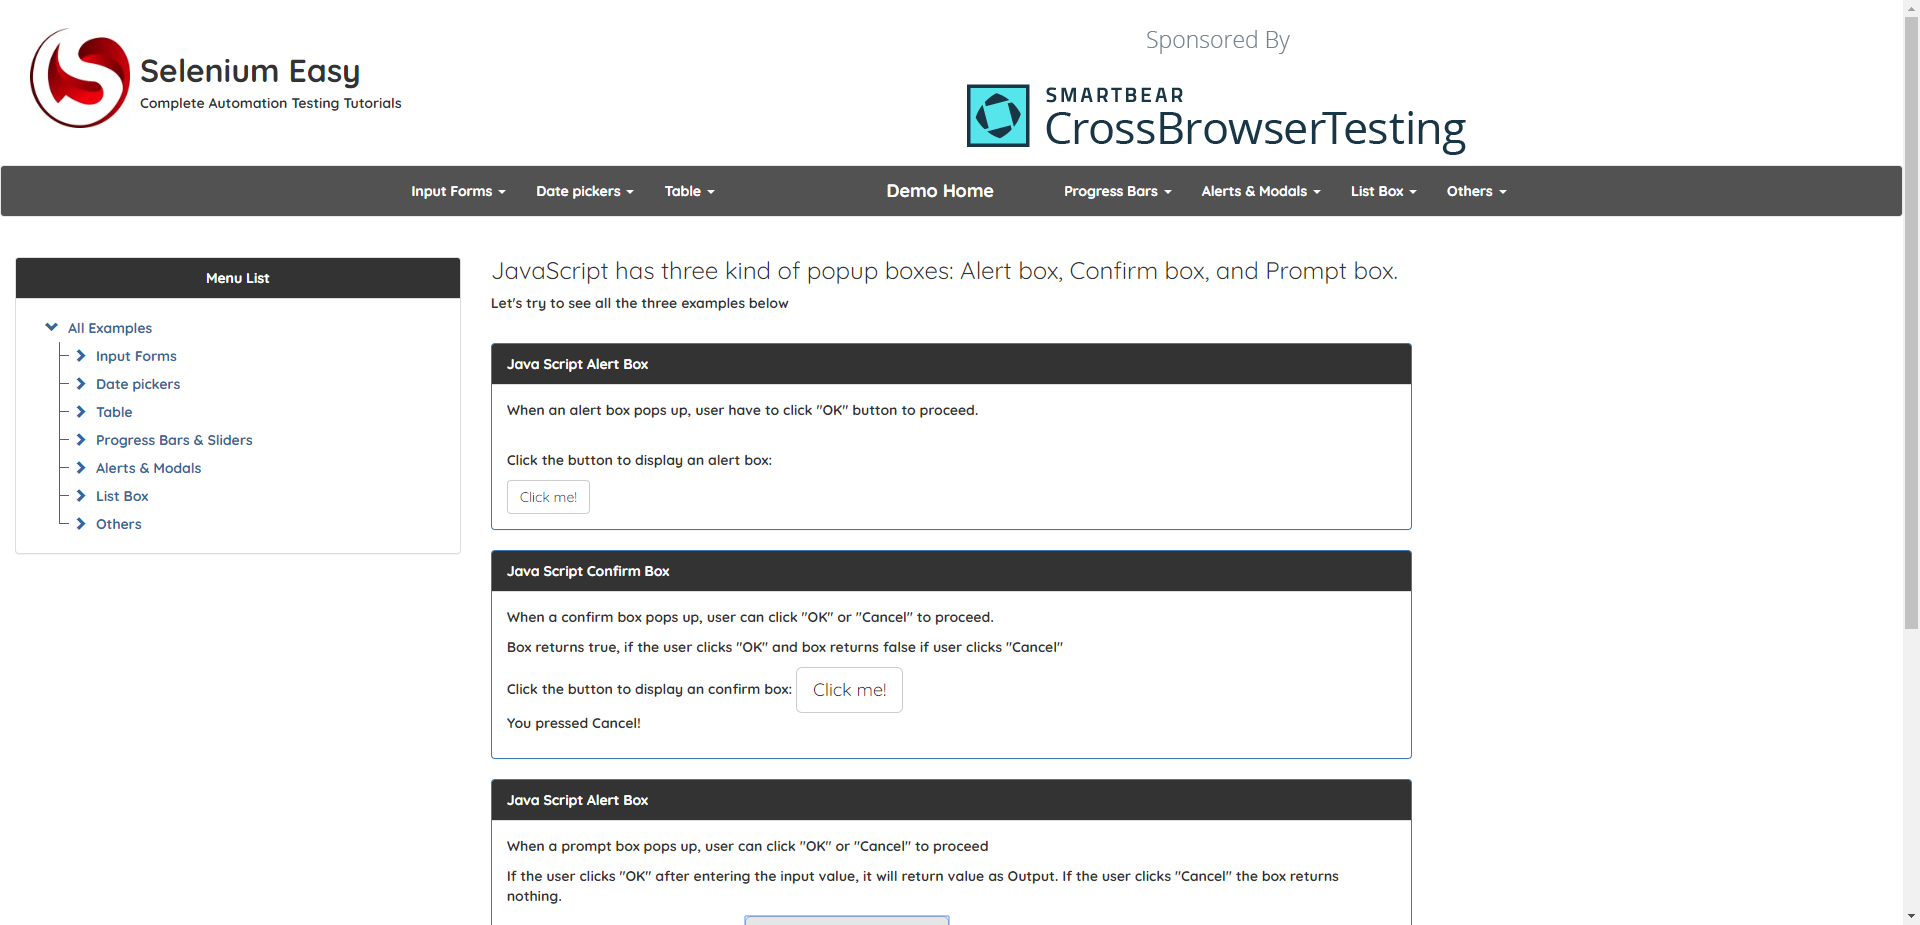 Selenium Easy
Complete Automation Testing Tutorials
Sponsored By
SMARTBEAR
CrossBrowserTesting
Input Forms Date pickers Table Demo Home Progress Bars Alerts & Modals List Box Others
Menu List
All Examples
Input Forms
Date pickers
Table
Progress Bars & Sliders
Alerts & Modals
List Box
Others
JavaScript has three kind of popup boxes: Alert box, Confirm box, and Prompt box.
Let's try to see all the three examples below
Java Script Alert Box
When an alert box pops up, user have to click "OK" button to proceed.
Click the button to display an alert box:
Click me!
Java Script Confirm Box
When a confirm box pops up, user can click "OK" or "Cancel" to proceed.
Box returns true, if the user clicks "OK" and box returns false if user clicks "Cancel"
Click the button to display an confirm box: Click me!
You pressed Cancel!
Java Script Alert Box
When a prompt box pops up, user can click "OK" or "Cancel" to proceed
If the user clicks "OK" after entering the input value, it will return value as Output. If the user clicks "Cancel" the box returns
nothing.